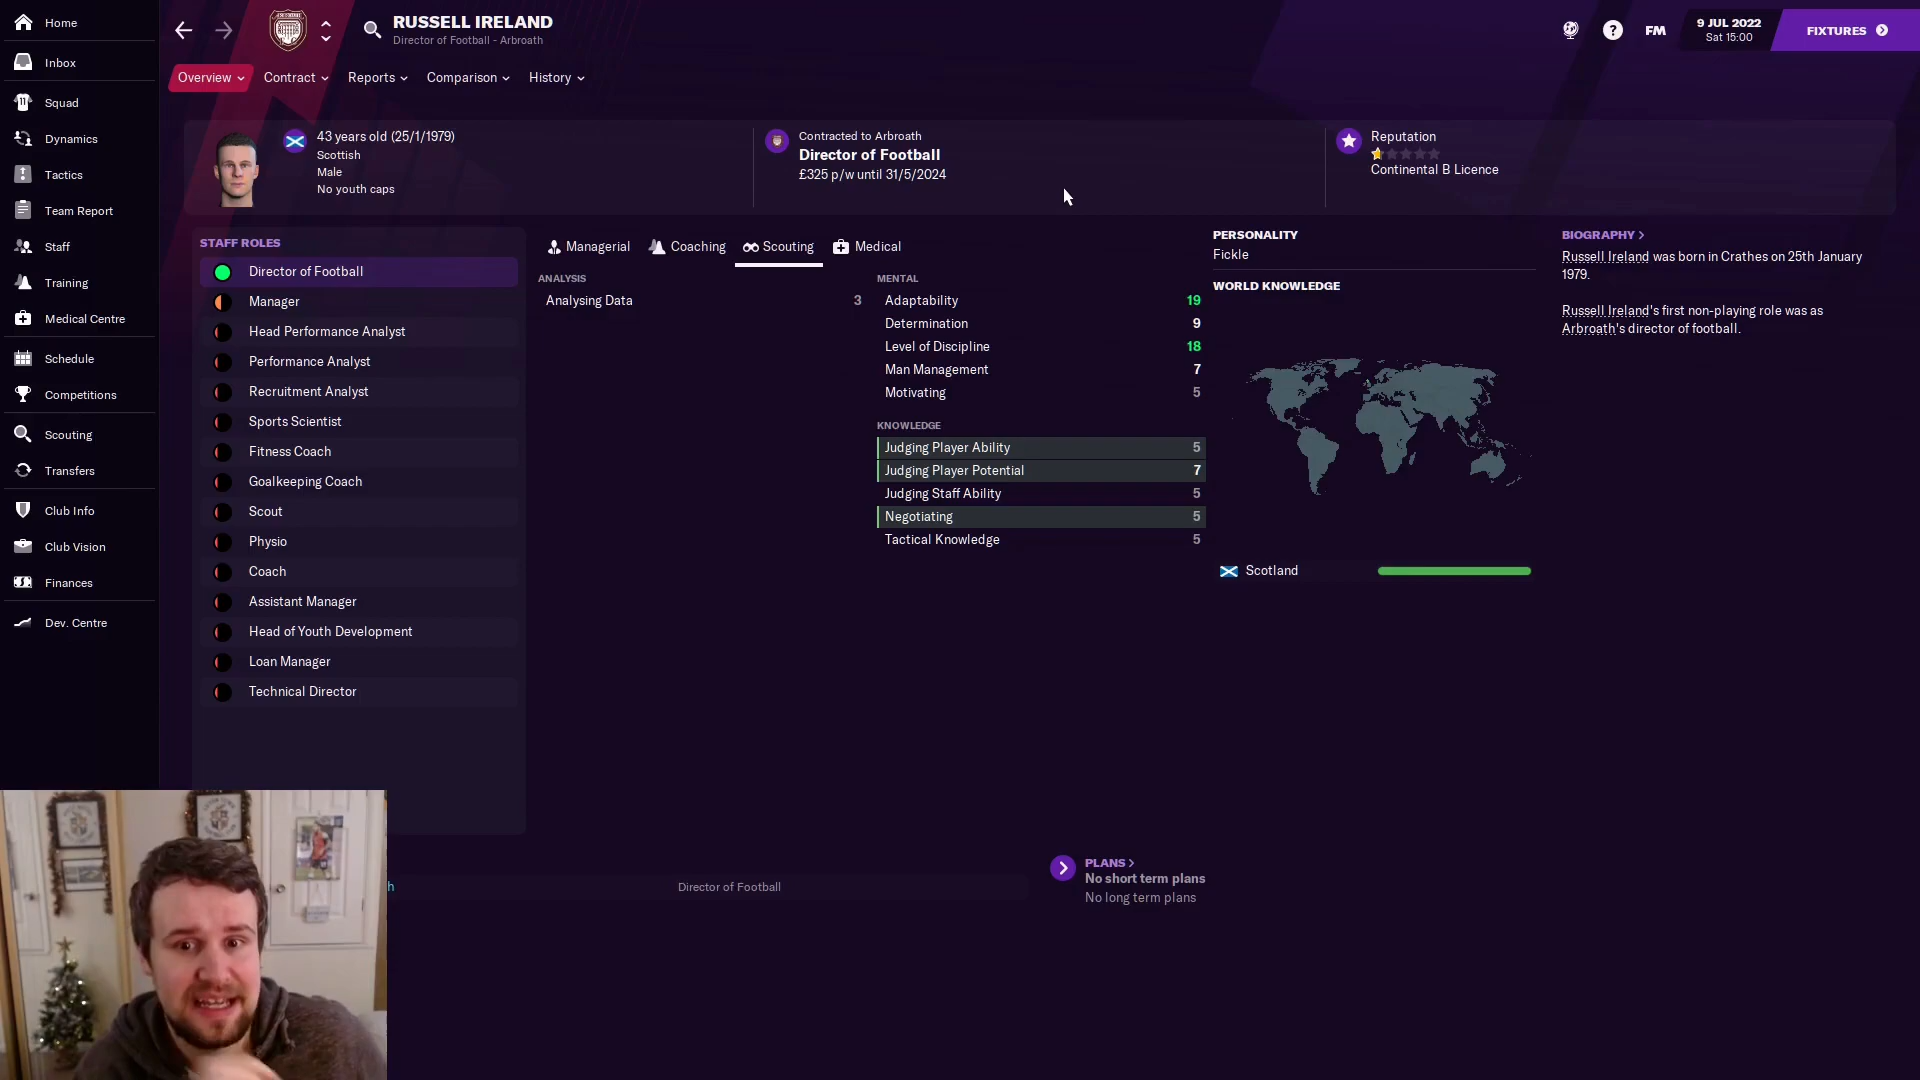 Home
Inbox
Squad
Dynamics
Tactics
Team Report
Staff
Training
Medical Centre
Schedule
Competitions
Scouting
Transfers
Club Info
Club Vision
Finances
Dev. Centre
RUSSELL IRELAND
Director of Football - Arbroath
FM
9 JUL 2022
Sat 15:00
FIXTURES
Overview
Contract
Reports
Comparison
History
43 years old (25/1/1979)
Scottish
Male
No youth caps
Contracted to Arbroath
Director of Football
£325 p/w until 31/5/2024
Reputation
Continental B Licence
STAFF ROLES
Director of Football
Manager
Head Performance Analyst
Performance Analyst
Recruitment Analyst
Sports Scientist
Fitness Coach
Goalkeeping Coach
Scout
Physio
Coach
Assistant Manager
Head of Youth Development
Loan Manager
Technical Director
Managerial
Coaching
Scouting
Medical
ANALYSIS
Analysing Data 3
MENTAL
Adaptability 19
Determination 9
Level of Discipline 18
Man Management 7
Motivating 5
KNOWLEDGE
Judging Player Ability 5
Judging Player Potential 7
Judging Staff Ability 5
Negotiating 5
Tactical Knowledge 5
PERSONALITY
Fickle
WORLD KNOWLEDGE
Scotland
BIOGRAPHY >
Russell Ireland was born in Crathes on 25th January
1979.
Russell Ireland's first non-playing role was as
Arbroath's director of football.
h
Director of Football
PLANS >
No short term plans
No long term plans